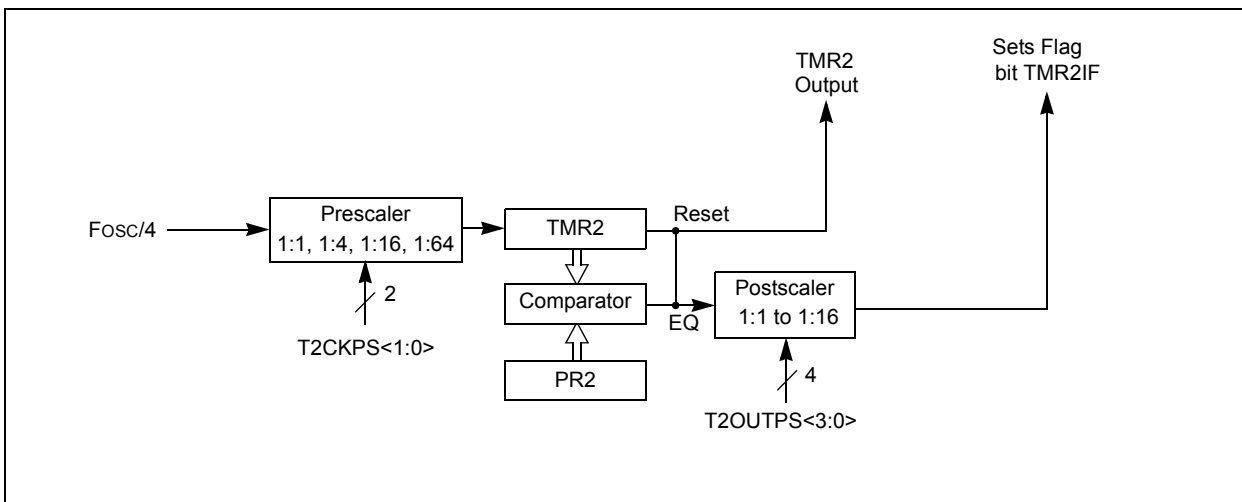 TMR2
Output
Sets Flag
bit TMR2IF
Fosc/4
Prescaler
1:1, 1:4, 1:16, 1:64
2
T2CKPS<1:0>
TMR2
Reset
Comparator
EQ
PR2
Postscaler
1:1 to 1:16
4
T2OUTPS<3:0>